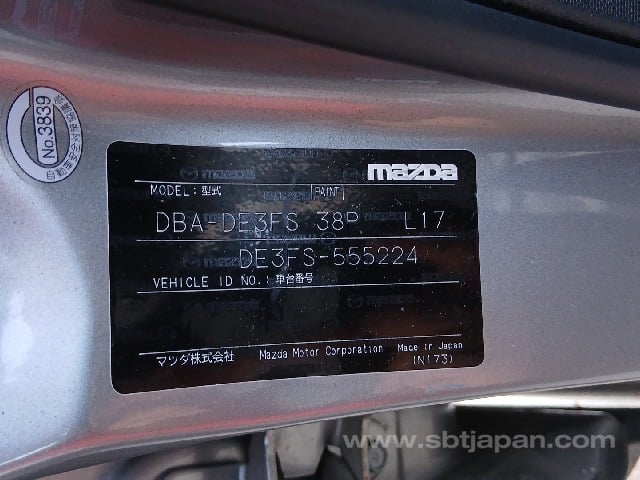 No.3839
mazda
MODEL:型式 PAINT
DBA-DE3FS 38P L17
DE3FS-555224
VEHICLE ID NO.:車台番号
マツダ株式会社 Mazda Motor Corporation Made in Japan
(N173)
www.sbtjapan.com